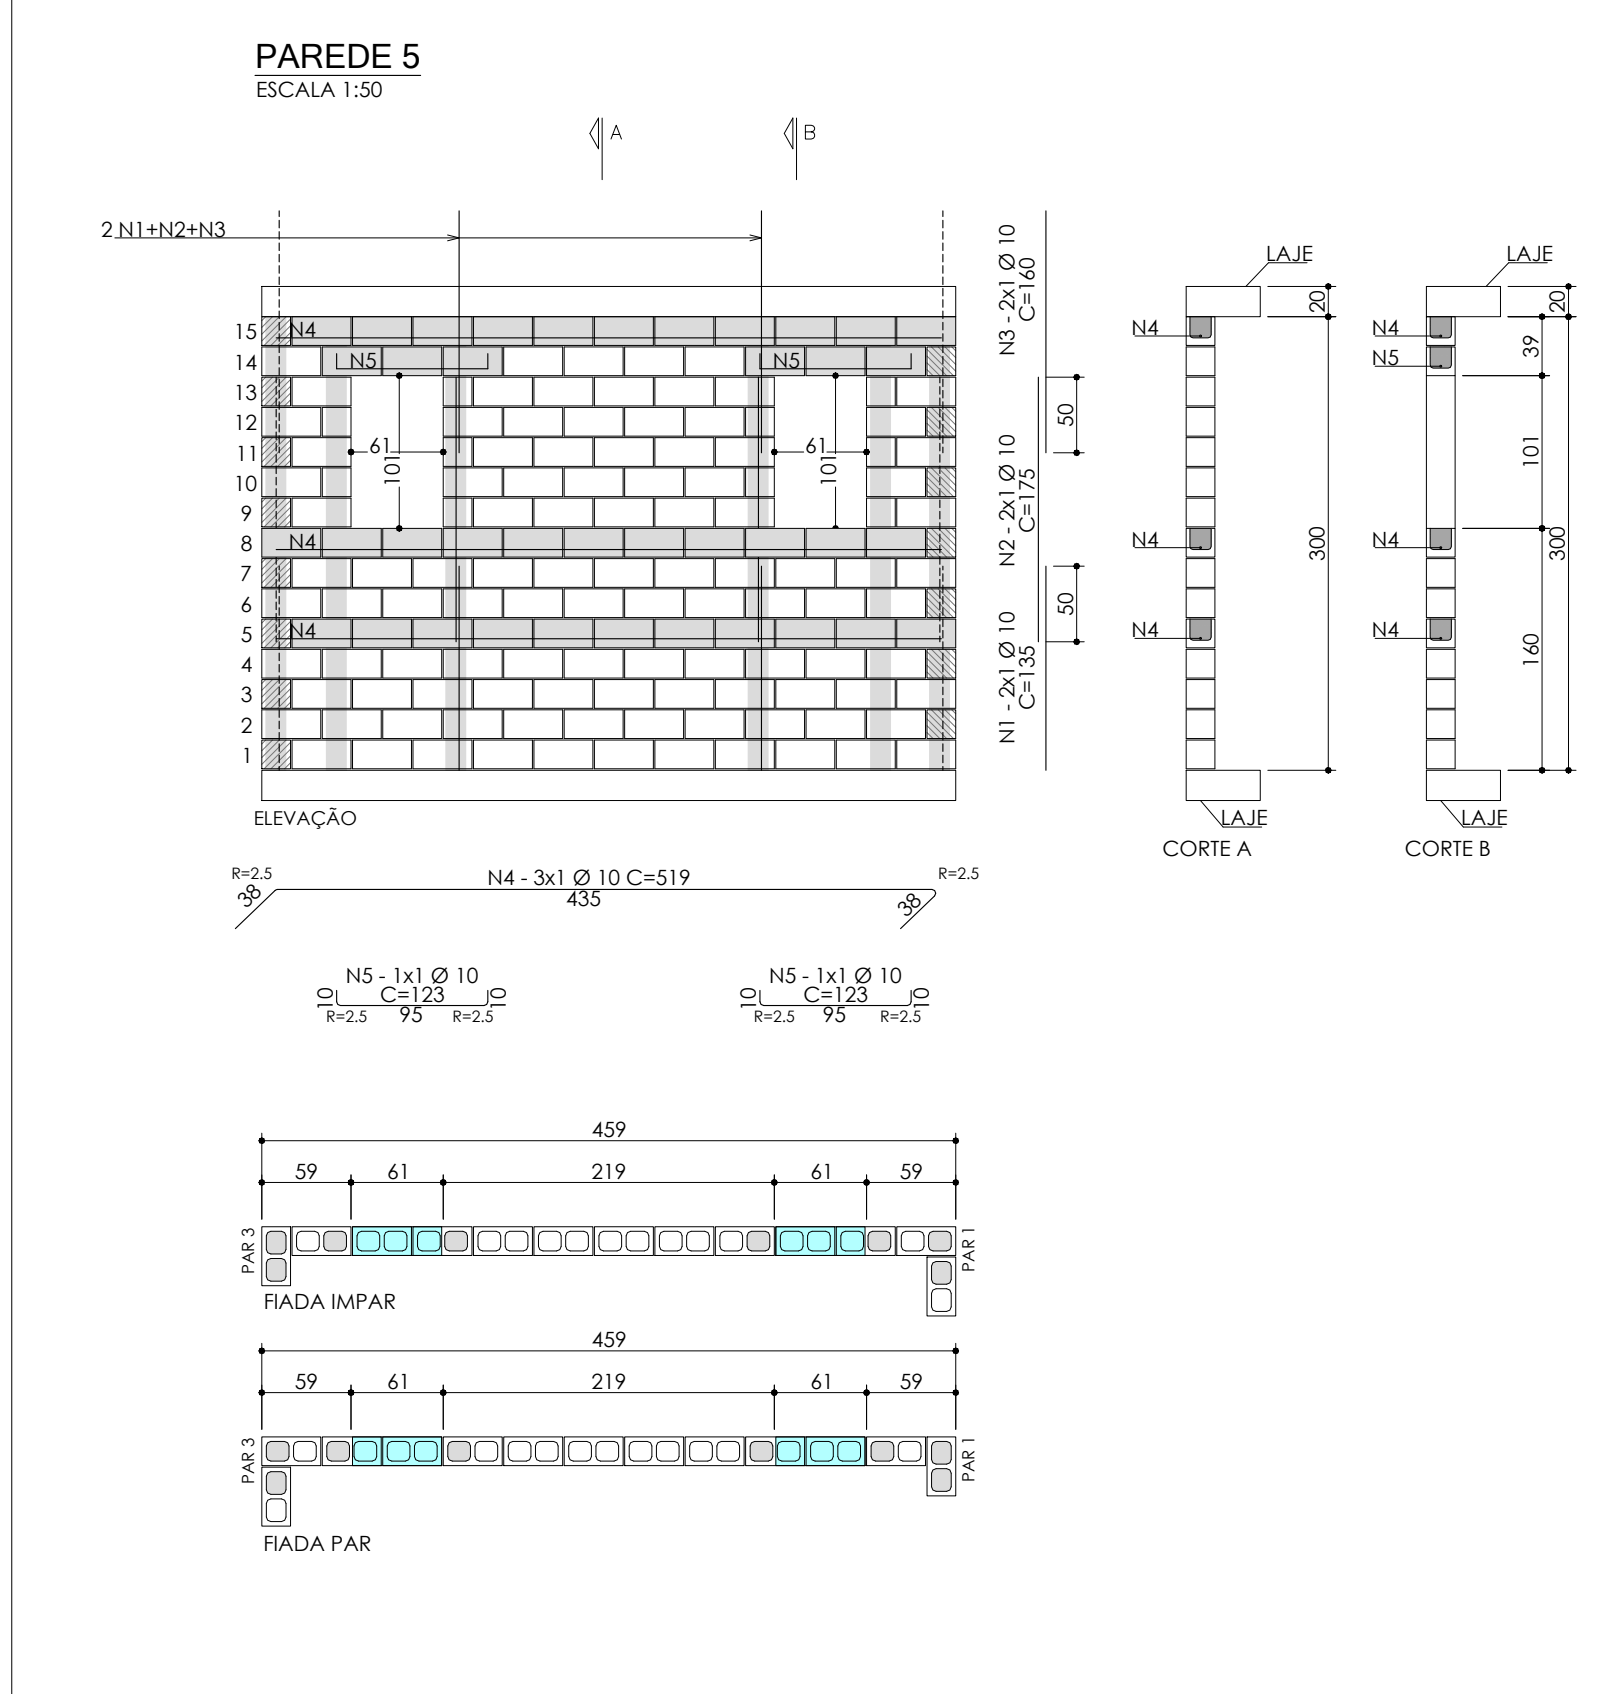 PAREDE 5
ESCALA 1:50
A
B
2 N1+N2+N3
N3 - 2x1 Ø 10
C=160
N2 - 2x1 Ø 10
C=175
N1 - 2x1 Ø 10
C=135
50
50
15
14
13
12
11
10
9
8
7
6
5
4
3
2
1
N4
N5
N5
61
101
61
101
N4
N4
ELEVAÇÃO
LAJE
20
N4
N4
300
N4
LAJE
CORTE A
LAJE
20
N4
39
N5
101
N4
300
N4
160
LAJE
CORTE B
R=2.5
38
N4 - 3x1 Ø 10 C=519
435
R=2.5
38
N5 - 1x1 Ø 10
C=123
10
10
R=2.5
95
R=2.5
N5 - 1x1 Ø 10
C=123
10
10
R=2.5
95
R=2.5
459
59
61
219
61
59
PAR 3
PAR 1
FIADA IMPAR
459
59
61
219
61
59
PAR 3
PAR 1
FIADA PAR